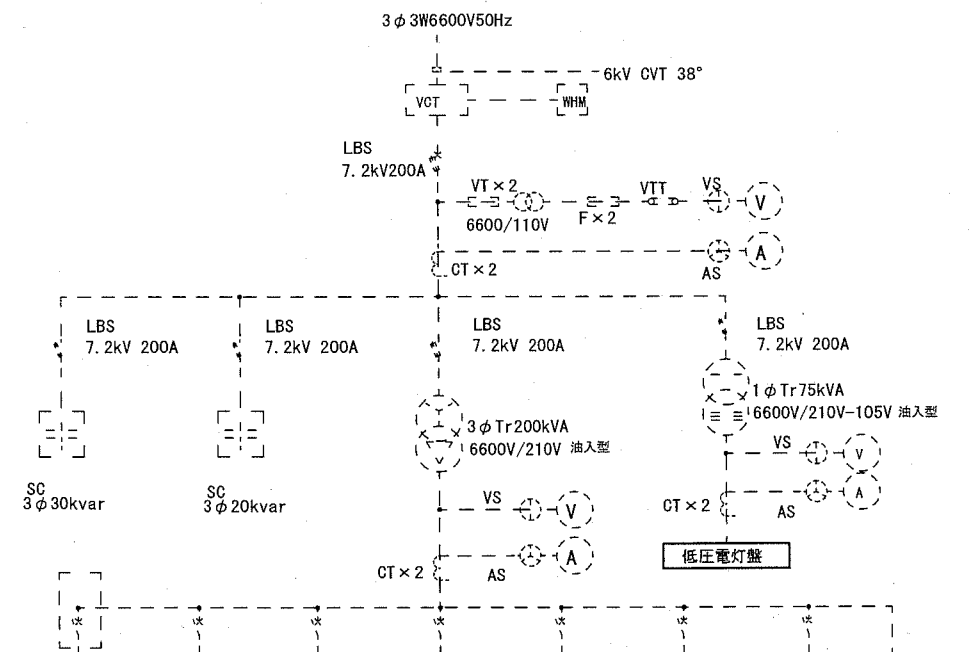 3φ3W6600V50Hz
6kV CVT 38°
VCT
WHM
LBS
7.2kV200A
VT×2
6600/110V
F×2
VTT
VS
V
CT×2
AS
A
LBS
7.2kV 200A
LBS
7.2kV 200A
LBS
7.2kV 200A
LBS
7.2kV 200A
SC
3φ30kvar
SC
3φ20kvar
3φTr200kVA
6600V/210V 油入型
1φTr75kVA
6600V/210V-105V 油入型
VS
V
CT×2
AS
A
低圧電灯盤
VS
V
CT×2
AS
A